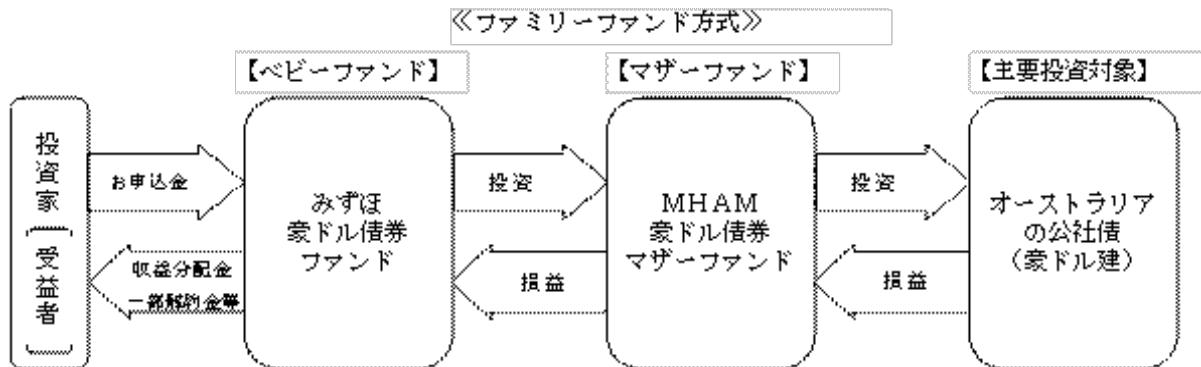 ≪ファミリーファンド方式≫
【ベビーファンド】
【マザーファンド】
【主要投資対象】
投資家
(受益者)
お申込金
収益分配金
一部解約金等
みずほ
豪ドル債券
ファンド
投資
損益
MHAM
豪ドル債券
マザーファンド
投資
損益
オーストラリア
の公社債
(豪ドル建)